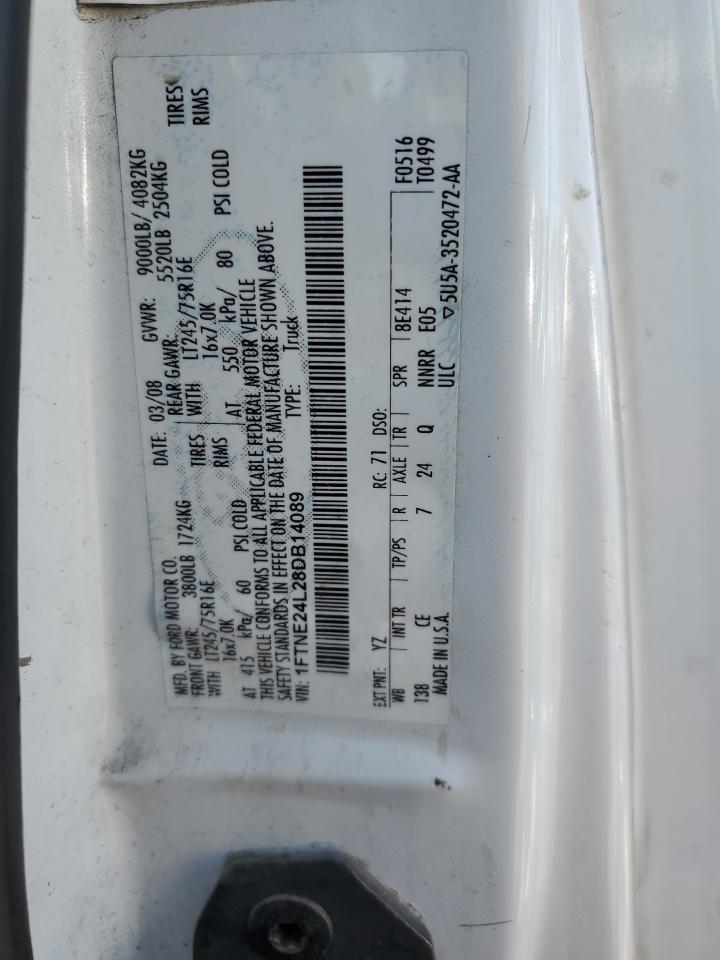 MFD. BY FORD MOTOR CO.
DATE: 03/08
GVWR: 9000LB/ 4082KG
FRONT GAWR: 3800LB 1724KG
REAR GAWR: 5520LB 2504KG
WITH LT245/75R16E TIRES
WITH LT245/75R16E TIRES
16x7.0K RIMS
16x7.0K RIMS
AT 415 kPa/ 60 PSI COLD
AT 550 kPa/ 80 PSI COLD
THIS VEHICLE CONFORMS TO ALL APPLICABLE FEDERAL MOTOR VEHICLE
SAFETY STANDARDS IN EFFECT ON THE DATE OF MANUFACTURE SHOWN ABOVE.
VIN: 1FTNE24L28DB14089
TYPE: Truck
F0516
T0499
EXT PNT: YZ RC: 71 DSO:
WB INT TR TP/PS R AXLE TR SPR 8E414
138 CE 7 24 Q NNRR E05
MADE IN U.S.A. ULC ▽5U5A-3520472-AA